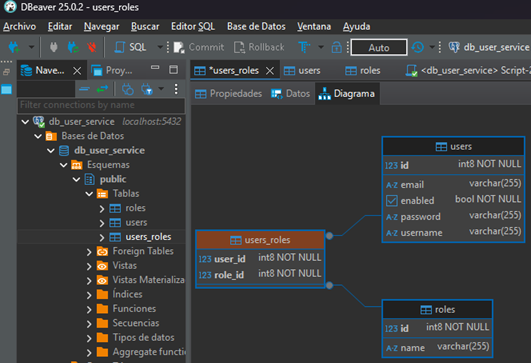 DBeaver 25.0.2 - users_roles
Archivo Editar Navegar Buscar Editor SQL Base de Datos Ventana Ayuda
SQL Commit Rollback T Auto db_user_service
Nave... Proy... *users_roles users roles <db_user_service> Script-
Filter connections by name
Propiedades Datos Diagrama
db_user_service localhost:5432
Bases de Datos
db_user_service
Esquemas
public
Tablas
roles
users
users_roles
Foreign Tables
Vistas
Vistas Materializa
Índices
Funciones
Secuencias
Tipos de datos
Aggregate functi
users
123 id int8 NOT NULL
A-Z email varchar(255)
enabled bool NOT NULL
A-Z password varchar(255)
A-Z username varchar(255)
users_roles
123 user_id int8 NOT NULL
123 role_id int8 NOT NULL
roles
123 id int8 NOT NULL
A-Z name varchar(255)